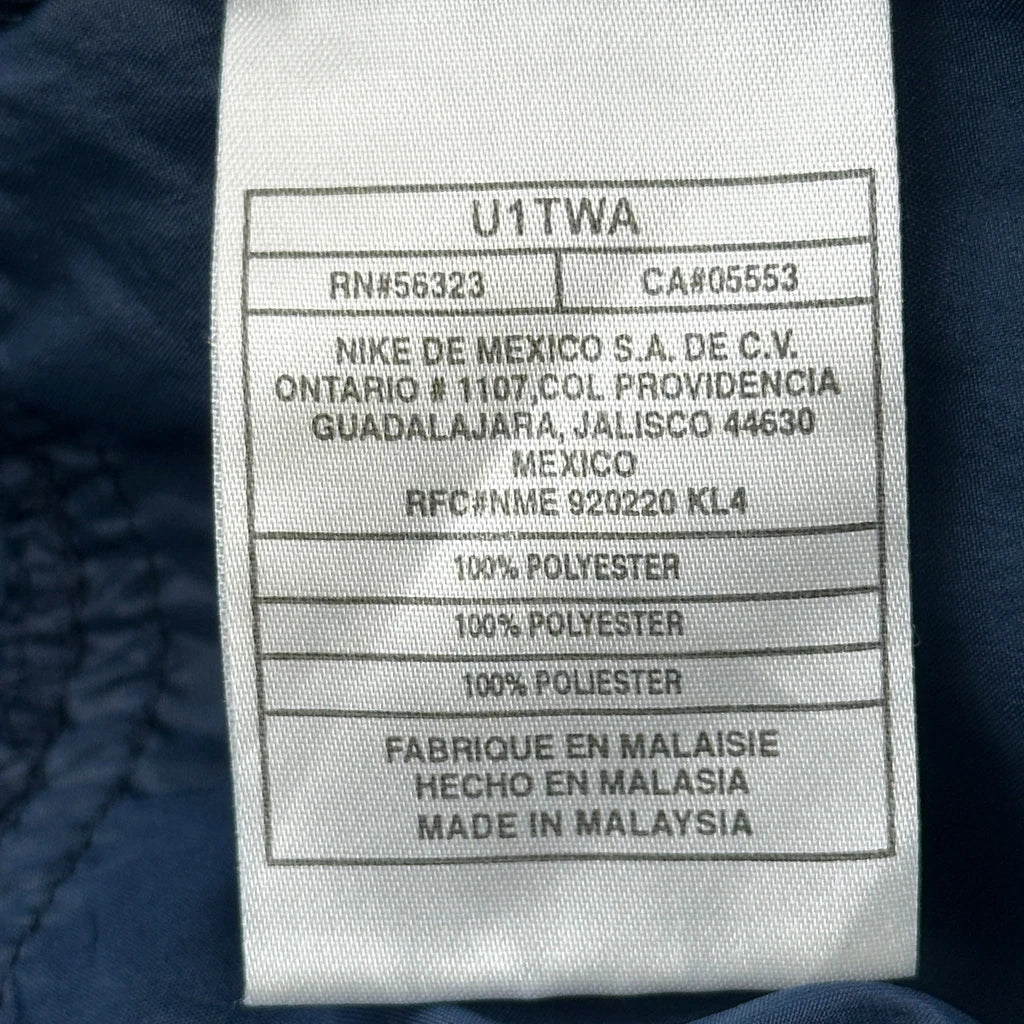 U1TWA
RN#56323 CA#05553
NIKE DE MEXICO S.A. DE C.V.
ONTARIO # 1107,COL PROVIDENCIA
GUADALAJARA, JALISCO 44630
MEXICO
RFC#NME 920220 KL4
100% POLYESTER
100% POLYESTER
100% POLIESTER
FABRIQUE EN MALAISIE
HECHO EN MALASIA
MADE IN MALAYSIA